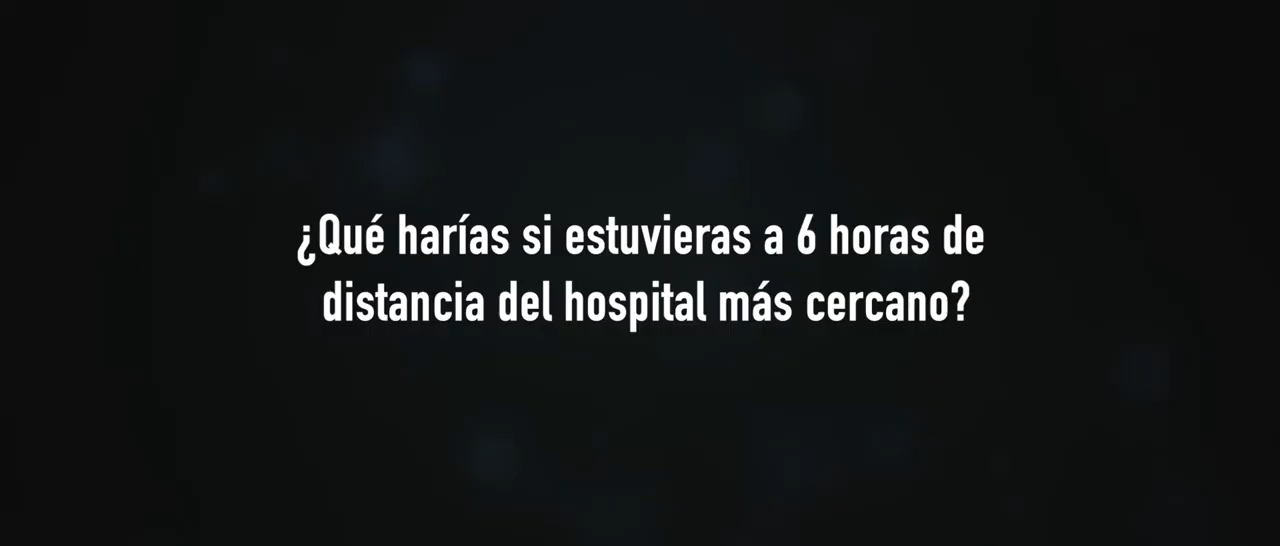 ¿Qué harías si estuvieras a 6 horas de
distancia del hospital más cercano?